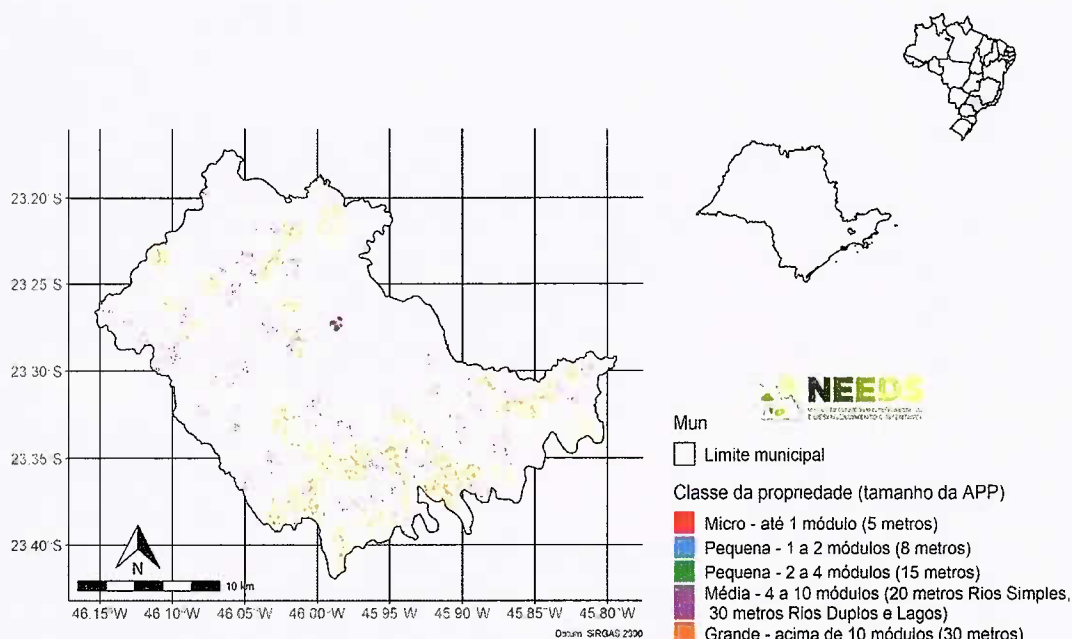 23.20°S
23.25°S
23.30°S
23.35°S
23.40°S
N
10 km
46.15°W 46.10°W 46.05°W 46.00°W 45.95°W 45.90°W 45.85°W 45.80°W
Datum SIRGAS 2000
NEEDS
Mun
Limite municipal
Classe da propriedade (tamanho da APP)
Micro - até 1 módulo (5 metros)
Pequena - 1 a 2 módulos (8 metros)
Pequena - 2 a 4 módulos (15 metros)
Média - 4 a 10 módulos (20 metros Rios Simples,
30 metros Rios Duplos e Lagos)
Grande - acima de 10 módulos (30 metros)